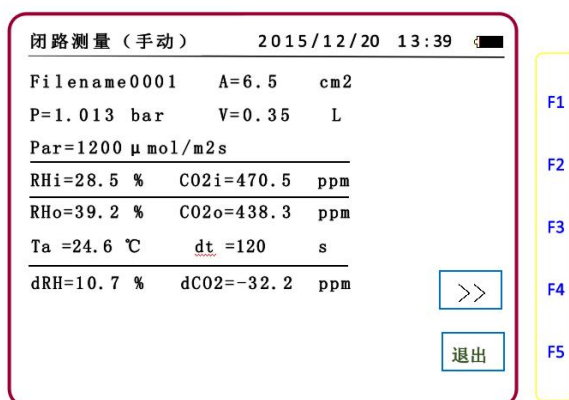 闭路测量（手动） 2015/12/20 13:39
Filename0001 A=6.5 cm2
P=1.013 bar V=0.35 L
Par=1200μmol/m2s
RHi=28.5 % CO2i=470.5 ppm
RHo=39.2 % CO2o=438.3 ppm
Ta =24.6 ℃ dt =120 s
dRH=10.7 % dCO2=-32.2 ppm
>>
退出
F1
F2
F3
F4
F5